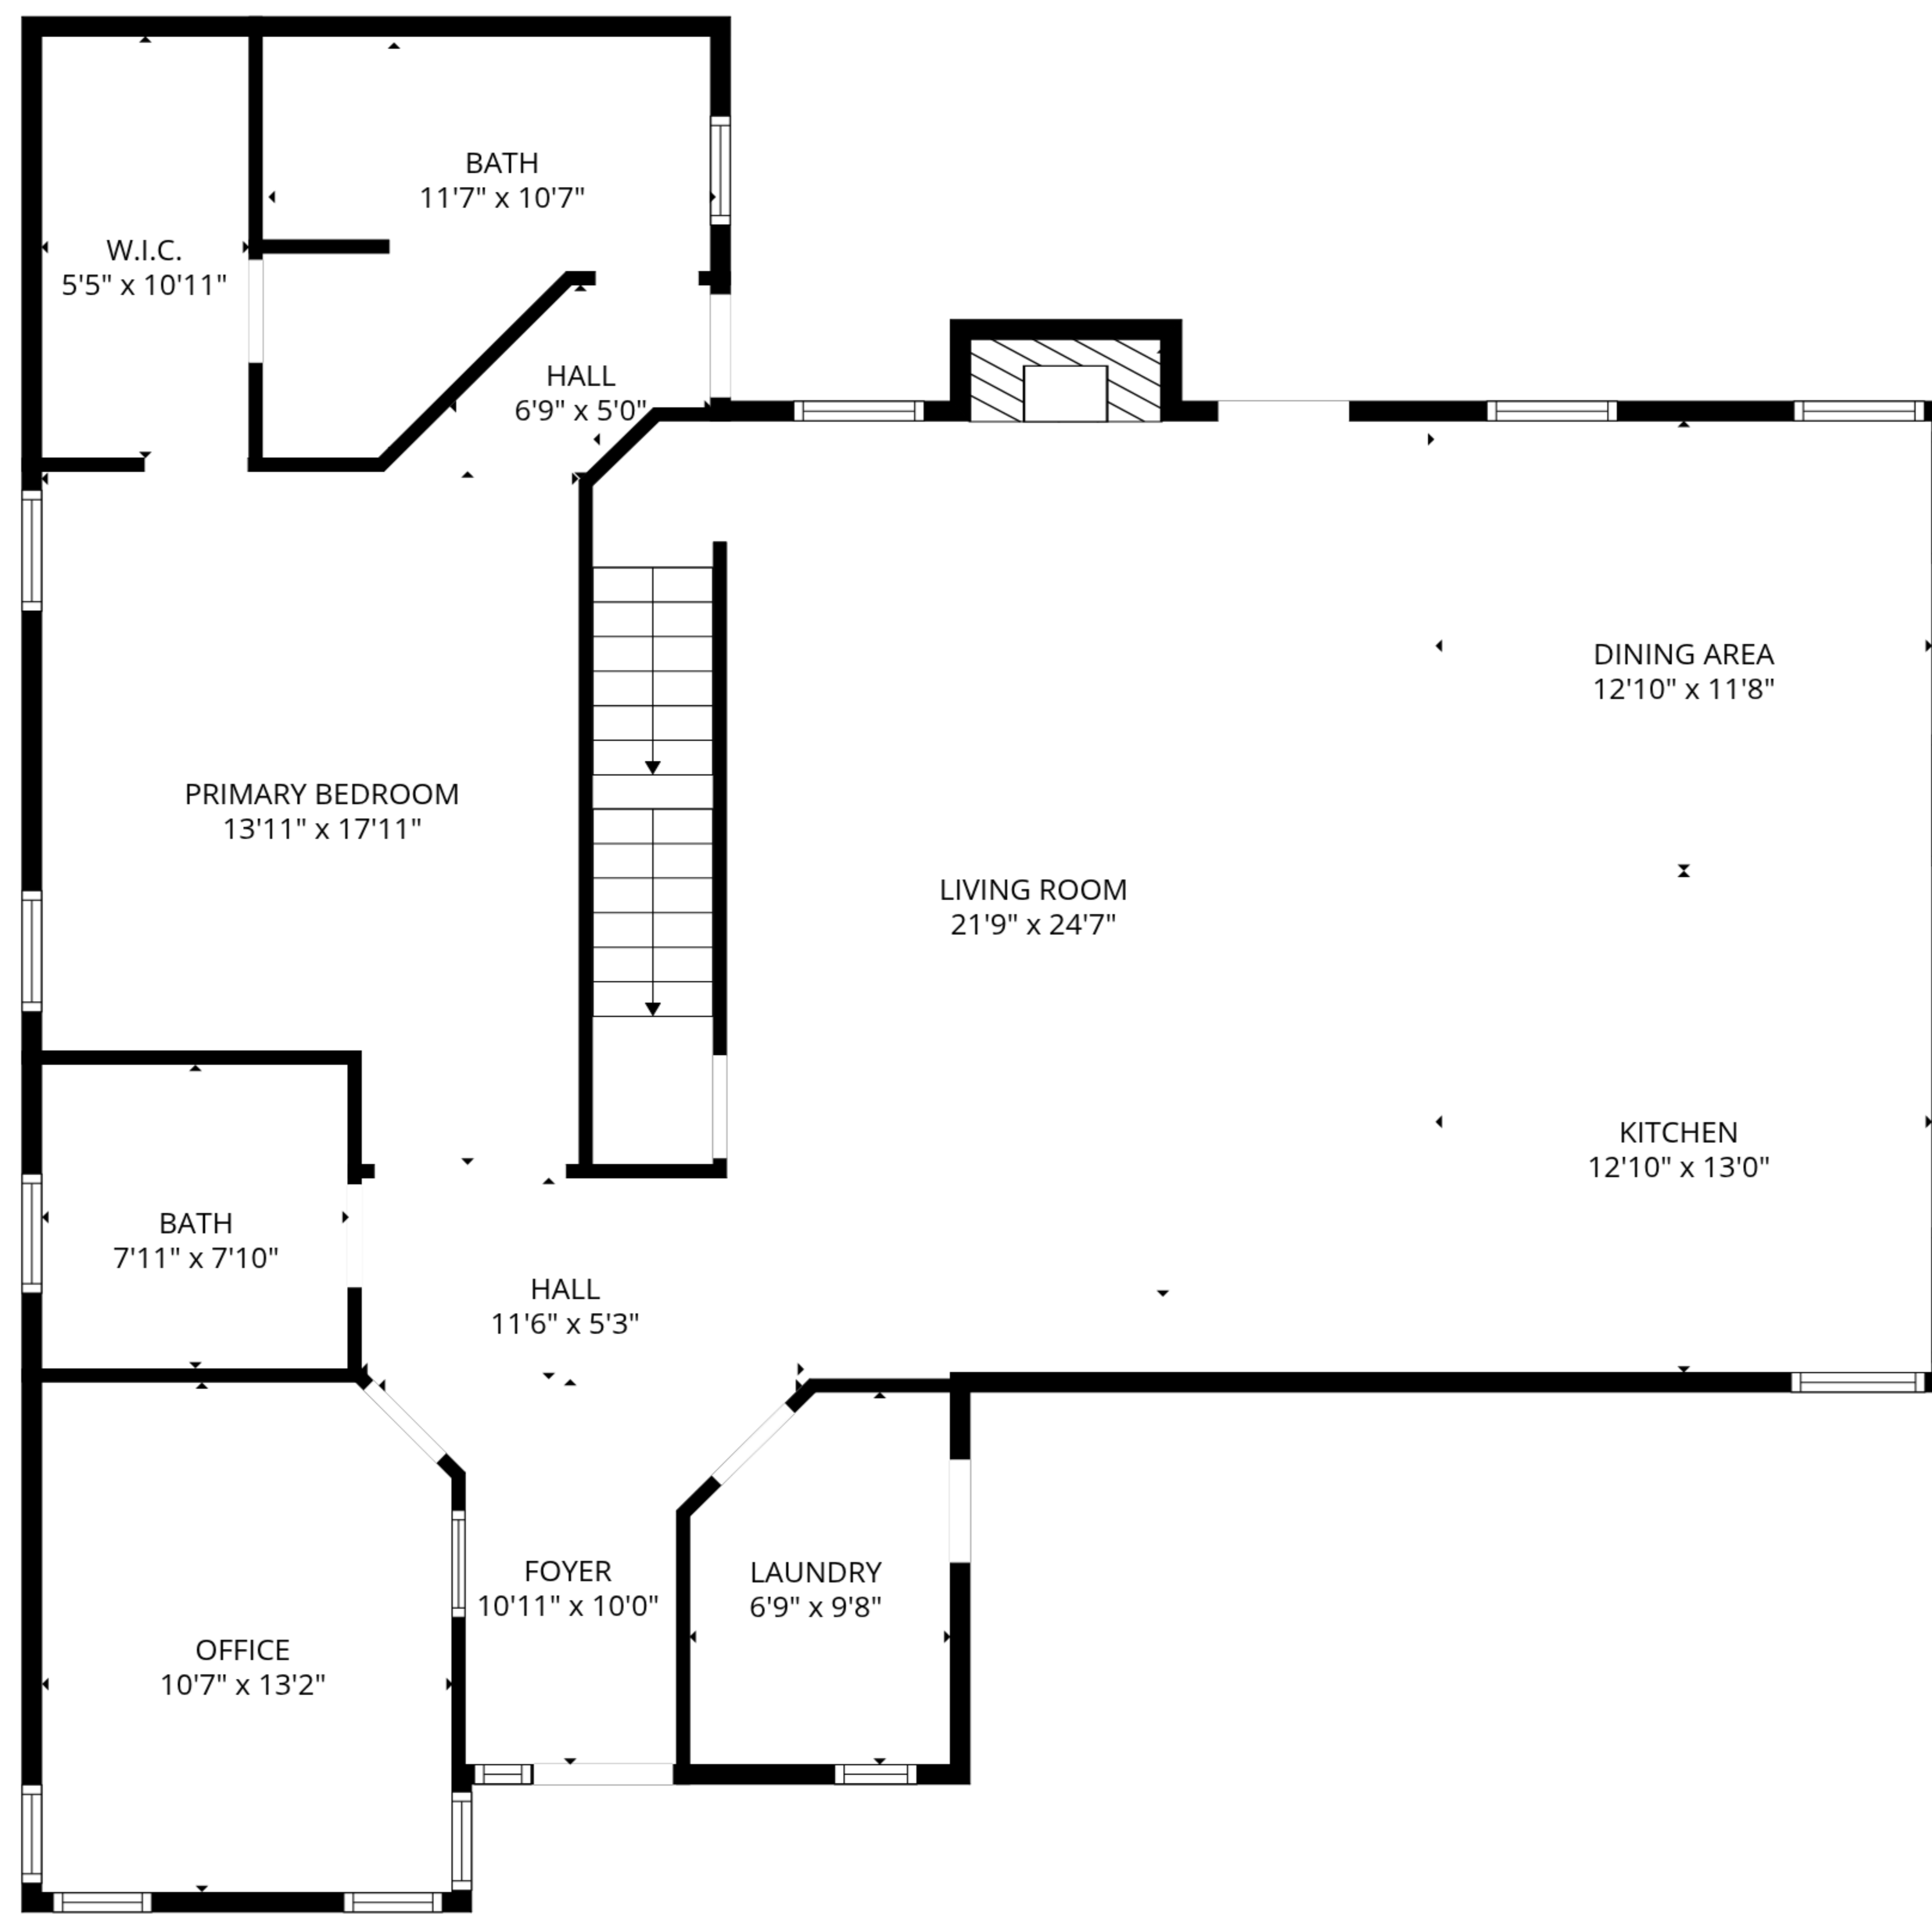 BATH
11'7" x 10'7"
W.I.C.
5'5" x 10'11"
HALL
6'9" x 5'0"
DINING AREA
12'10" x 11'8"
PRIMARY BEDROOM
13'11" x 17'11"
LIVING ROOM
21'9" x 24'7"
KITCHEN
12'10" x 13'0"
BATH
7'11" x 7'10"
HALL
11'6" x 5'3"
FOYER
10'11" x 10'0"
LAUNDRY
6'9" x 9'8"
OFFICE
10'7" x 13'2"